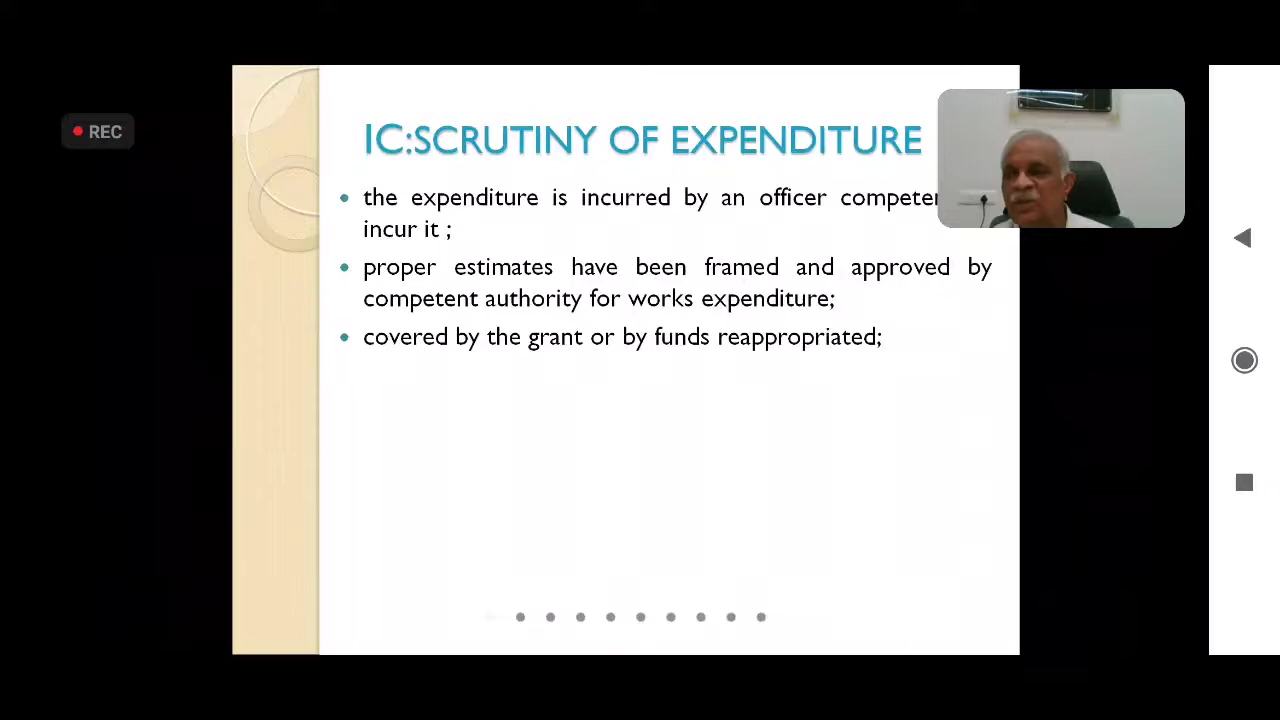 REC
IC:SCRUTINY OF EXPENDITURE
• the expenditure is incurred by an officer
incur it ;
• proper estimates have been framed and approved by
competent authority for works expenditure;
• covered by the grant or by funds reappropriated;